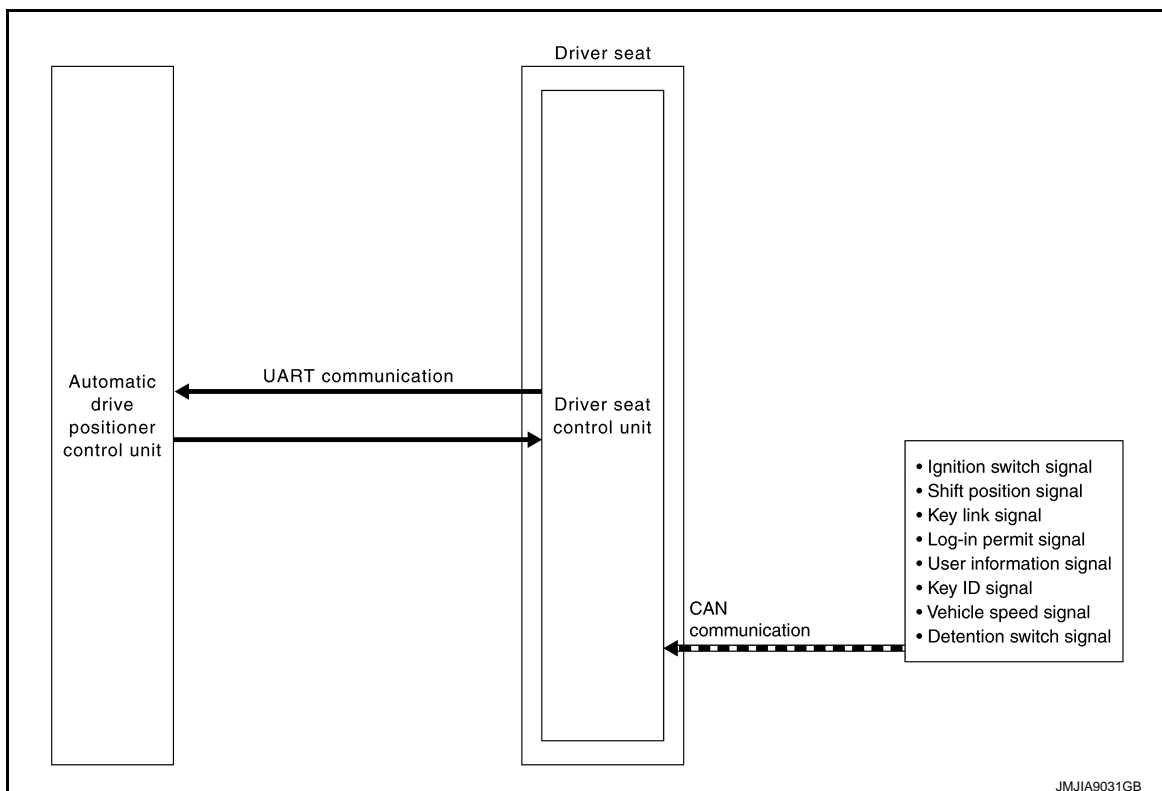 Driver seat
Automatic
drive
positioner
control unit
UART communication
Driver seat
control unit
• Ignition switch signal
• Shift position signal
• Key link signal
• Log-in permit signal
• User information signal
• Key ID signal
• Vehicle speed signal
• Detention switch signal
CAN
communication
JMJIA9031GB